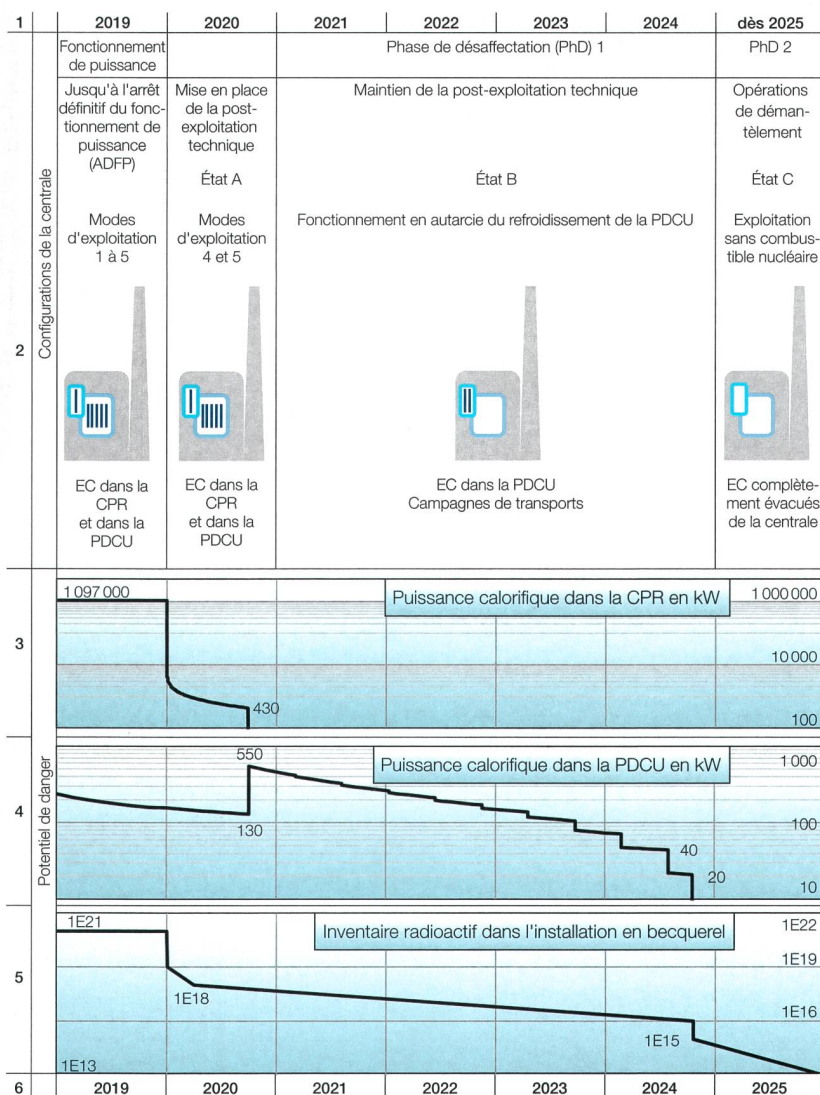 1 2019 2020 2021 2022 2023 2024 dès 2025
Fonctionnement
de puissance
Phase de désaffectation (PhD) 1
PhD 2
Configurations de la centrale
2
Jusqu'à l'arrêt
définitif du fonc-
tionnement de
puissance
(ADFP)
Modes
d'exploitation
1 à 5
EC dans la
CPR
et dans la
PDCU
Mise en place
de la post-
exploitation
technique
État A
Modes
d'exploitation
4 et 5
EC dans la
CPR
et dans la
PDCU
Maintien de la post-exploitation technique
État B
Fonctionnement en autarcie du refroidissement de la PDCU
EC dans la PDCU
Campagnes de transports
Opérations
de déman-
tèlement
État C
Exploitation
sans combus-
tible nucléaire
EC complète-
ment évacués
de la centrale
Potentiel de danger
3
1 097 000
Puissance calorifique dans la CPR en kW
1 000 000
10 000
430
100
4
550
Puissance calorifique dans la PDCU en kW
1 000
130
100
40
20
10
5
1E21
Inventaire radioactif dans l'installation en becquerel
1E22
1E19
1E18
1E16
1E15
1E13
6 2019 2020 2021 2022 2023 2024 2025